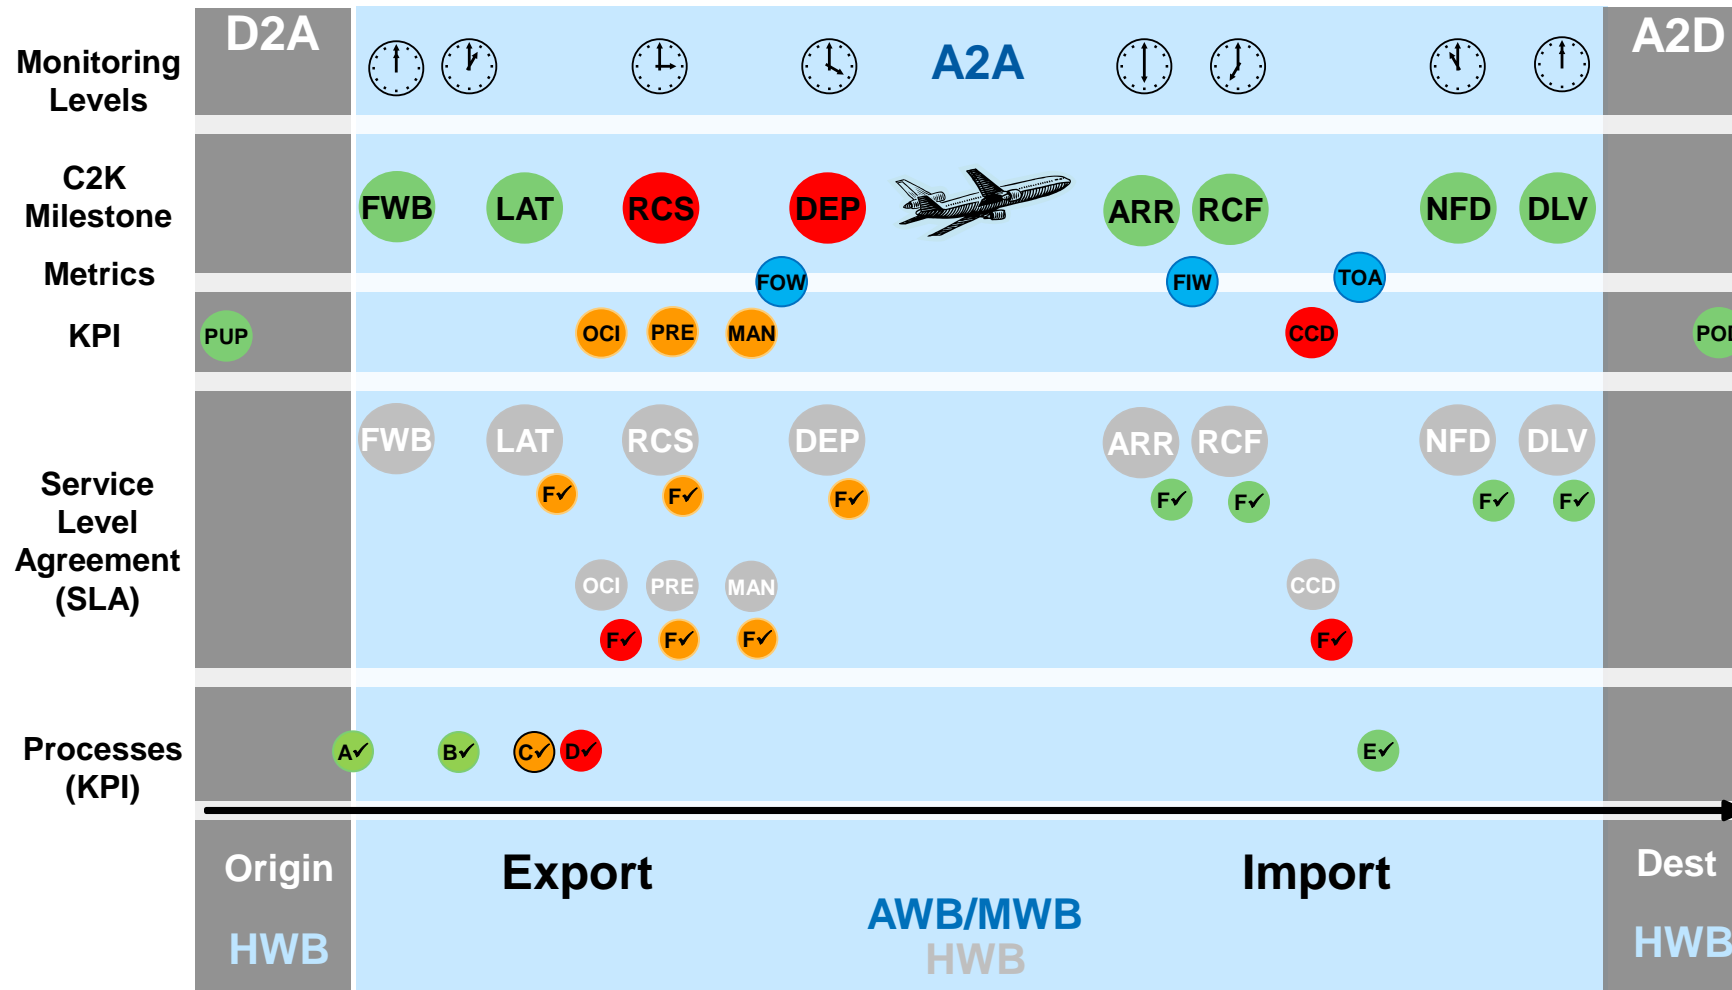 D2A
A2A
A2D
Monitoring
Levels
C2K
Milestone
FWB
LAT
RCS
DEP
ARR
RCF
NFD
DLV
Metrics
FOW
FIW
TOA
KPI
PUP
OCI
PRE
MAN
CCD
POD
Service
Level
Agreement
(SLA)
FWB
LAT
RCS
DEP
ARR
RCF
NFD
DLV
F✓
F✓
F✓
F✓
F✓
F✓
F✓
OCI
PRE
MAN
CCD
F✓
F✓
F✓
F✓
Processes
(KPI)
A✓
B✓
C✓
D✓
E✓
Origin
Export
Import
Dest
AWB/MWB
HWB
HWB
HWB